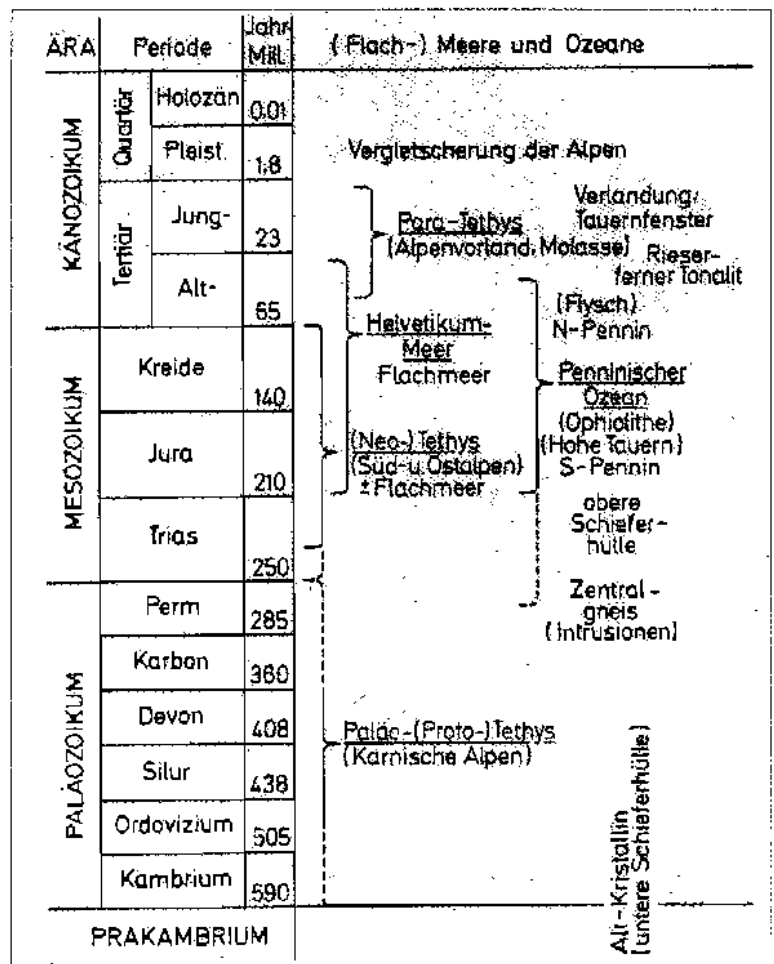 ÄRA Periode Jahr Mill. (Flach-) Meere und Ozeane
KÄNOZOIKUM
Quartär
Holozän 0.01
Pleist. 1,8
Vergletscherung der Alpen
Tertiär
Jung- 23
Alt- 65
Para-Tethys
(Alpenvorland, Molasse)
Verlandung,
Tauernfenster
Rieser-
ferner Tonalit
Helvetikum-
Meer
Flachmeer
(Flysch)
N-Pennin
Penninischer
Ozean
(Ophiolithe)
(Hohe Tauern)
S-Pennin
MESOZOIKUM
Kreide 140
Jura 210
Trias 250
(Neo-) Tethys
(Süd- u. Ostalpen)
± Flachmeer
obere
Schiefer-
hülle
Zentral-
gneis
(Intrusionen)
PALÄOZOIKUM
Perm 285
Karbon 360
Devon 408
Silur 438
Ordovizium 505
Kambrium 590
Paläo-(Proto-)Tethys
(Karnische Alpen)
Alt-Kristallin
(untere Schieferhülle)
PRÄKAMBRIUM